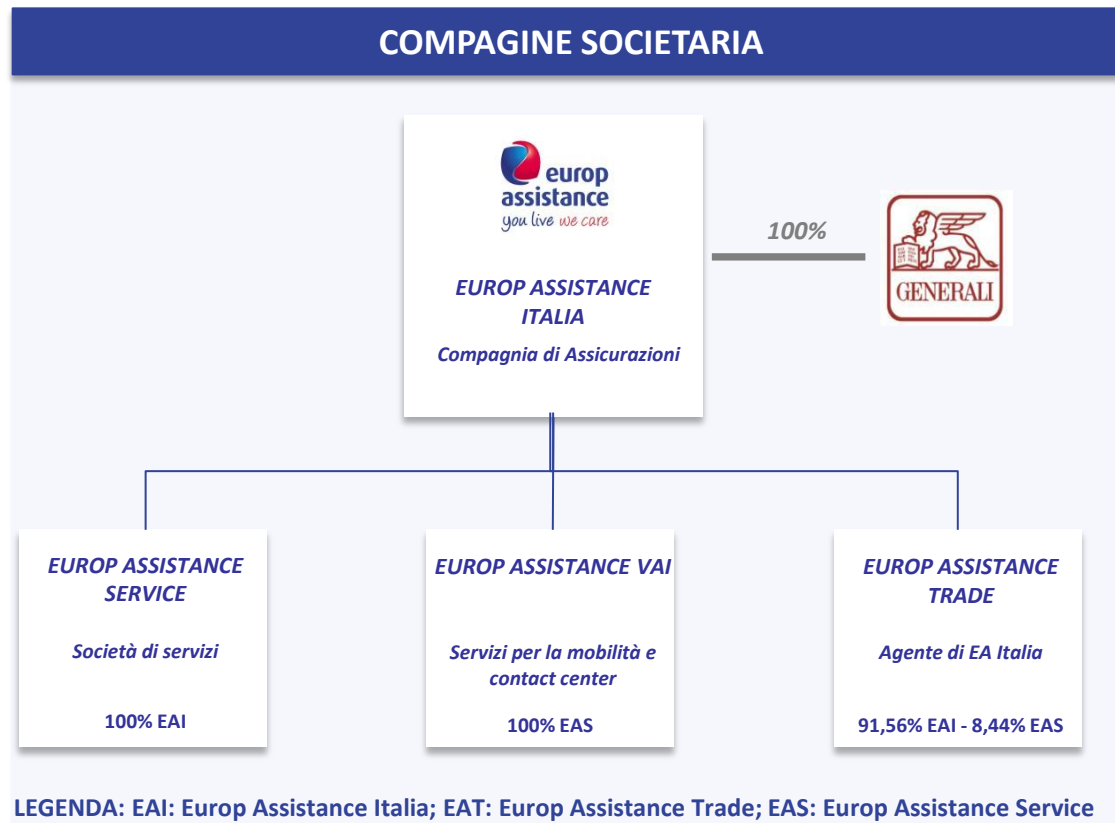 COMPAGINE SOCIETARIA
europ
assistance
you live we care
100%
GENERALI
EUROP ASSISTANCE
ITALIA
Compagnia di Assicurazioni
EUROP ASSISTANCE
SERVICE
Società di servizi
100% EAI
EUROP ASSISTANCE VAI
Servizi per la mobilità e
contact center
100% EAS
EUROP ASSISTANCE
TRADE
Agente di EA Italia
91,56% EAI - 8,44% EAS
LEGENDA: EAI: Europ Assistance Italia; EAT: Europ Assistance Trade; EAS: Europ Assistance Service